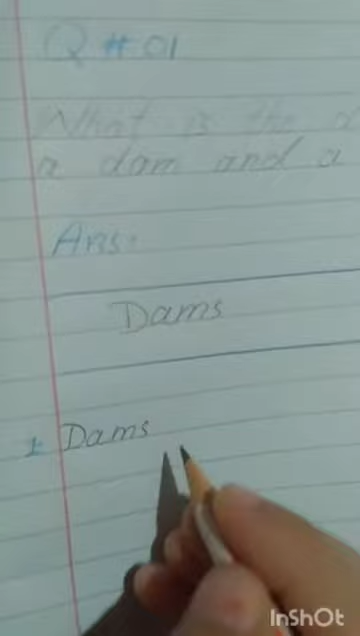 Q # 01
What is the d
a dam and a
Ans:
Dams
1: Dams
InShOt